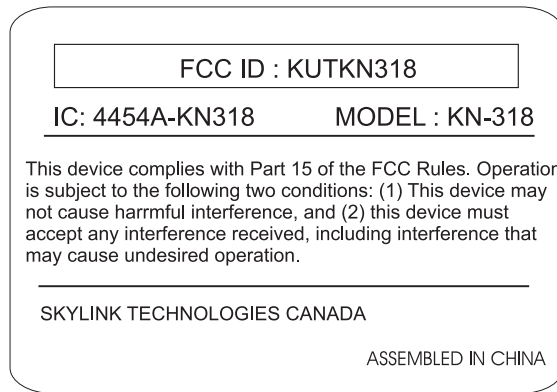 FCC ID : KUTKN318
IC: 4454A-KN318 MODEL : KN-318
This device complies with Part 15 of the FCC Rules. Operation
is subject to the following two conditions: (1) This device may
not cause harrmful interference, and (2) this device must
accept any interference received, including interference that
may cause undesired operation.
SKYLINK TECHNOLOGIES CANADA
ASSEMBLED IN CHINA